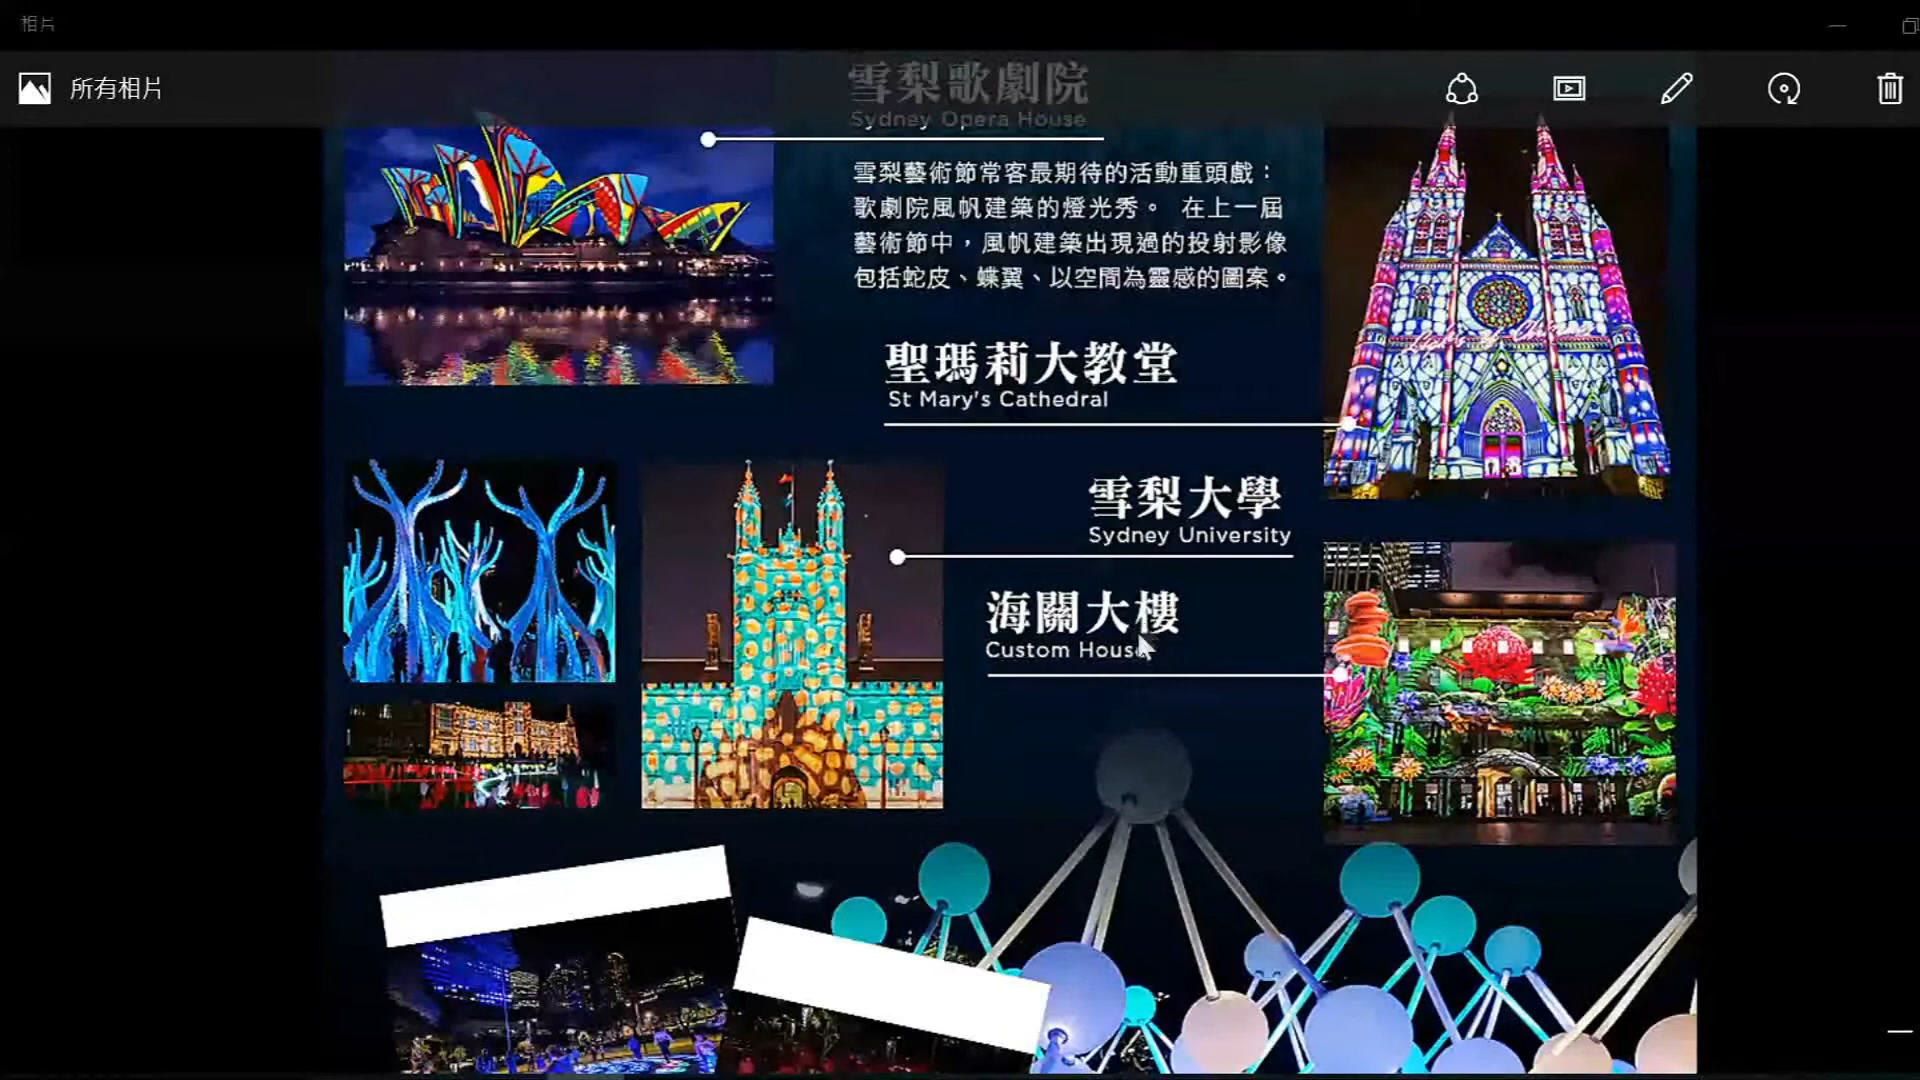 相片
所有相片
雪梨歌劇院
Sydney Opera House
雪梨藝術節常客最期待的活動重頭戲：
歌劇院風帆建築的燈光秀。 在上一屆
藝術節中，風帆建築出現過的投射影像
包括蛇皮、蝶翼、以空間為靈感的圖案。
聖瑪莉大教堂
St Mary's Cathedral
雪梨大學
Sydney University
海關大樓
Custom House